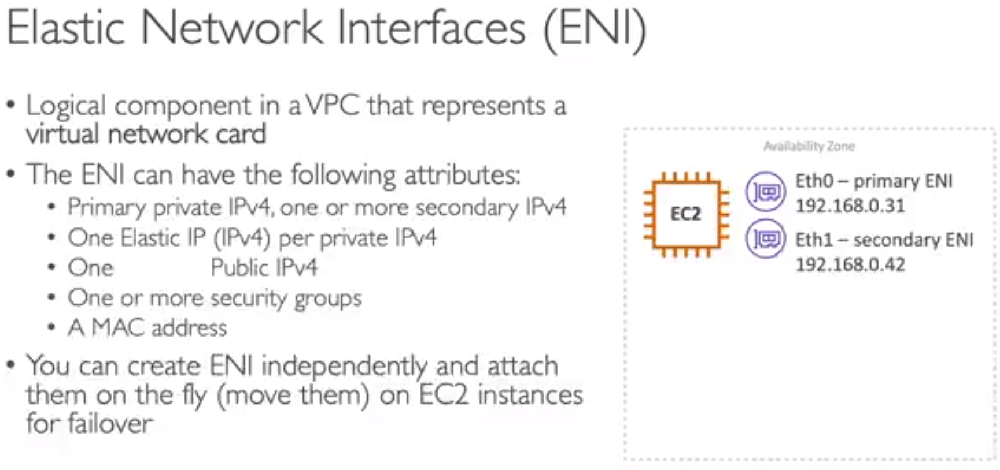 Elastic Network Interfaces (ENI)
• Logical component in a VPC that represents a
virtual network card
• The ENI can have the following attributes:
• Primary private IPv4, one or more secondary IPv4
• One Elastic IP (IPv4) per private IPv4
• One Public IPv4
• One or more security groups
• A MAC address
• You can create ENI independently and attach
them on the fly (move them) on EC2 instances
for failover
Availability Zone
EC2
Eth0 – primary ENI
192.168.0.31
Eth1 – secondary ENI
192.168.0.42